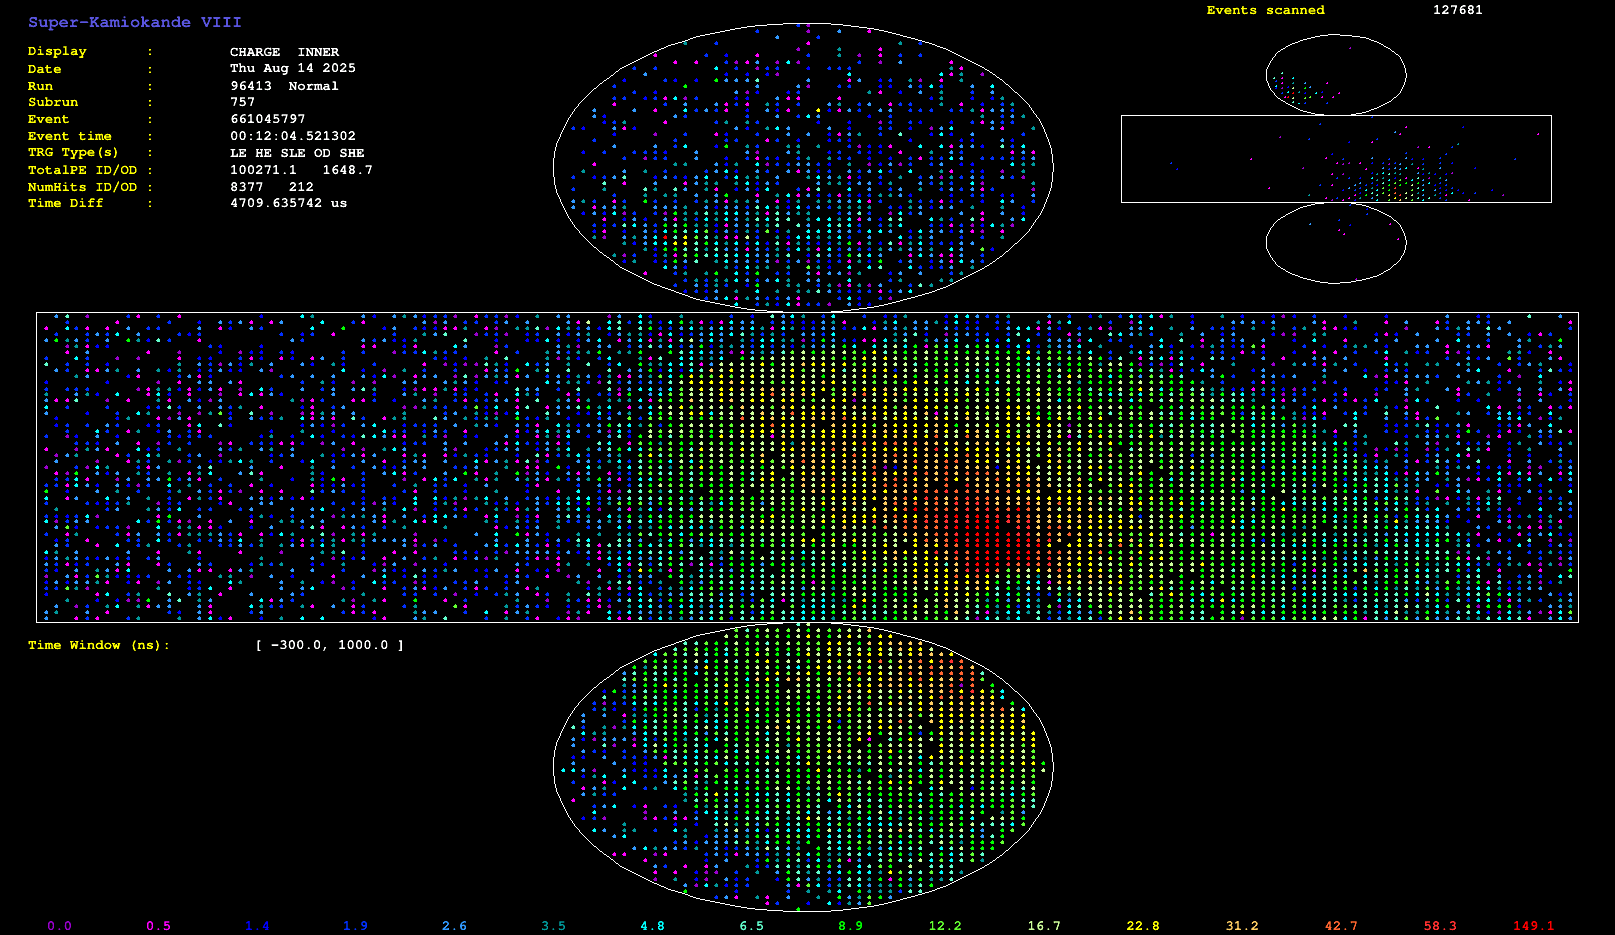 Super-Kamiokande VIII
Events scanned 127681
Display : CHARGE INNER
Date : Thu Aug 14 2025
Run : 96413 Normal
Subrun : 757
Event : 661045797
Event time : 00:12:04.521302
TRG Type(s) : LE HE SLE OD SHE
TotalPE ID/OD : 100271.1 1648.7
NumHits ID/OD : 8377 212
Time Diff : 4709.635742 us
Time Window (ns): [ -300.0, 1000.0 ]
0.0 0.5 1.4 1.9 2.6 3.5 4.8 6.5 8.9 12.2 16.7 22.8 31.2 42.7 58.3 149.1